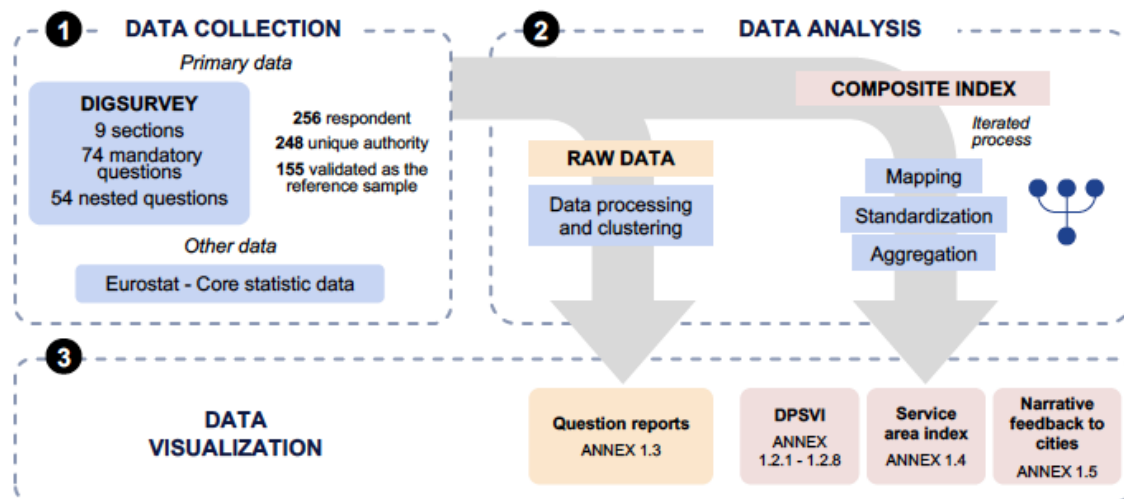 1 DATA COLLECTION
Primary data
DIGSURVEY
9 sections
74 mandatory
questions
54 nested questions
256 respondent
248 unique authority
155 validated as the
reference sample
Other data
Eurostat - Core statistic data
2 DATA ANALYSIS
RAW DATA
Data processing
and clustering
COMPOSITE INDEX
Iterated
process
Mapping
Standardization
Aggregation
3
DATA
VISUALIZATION
Question reports
ANNEX 1.3
DPSVI
ANNEX
1.2.1 - 1.2.8
Service
area index
ANNEX 1.4
Narrative
feedback to
cities
ANNEX 1.5